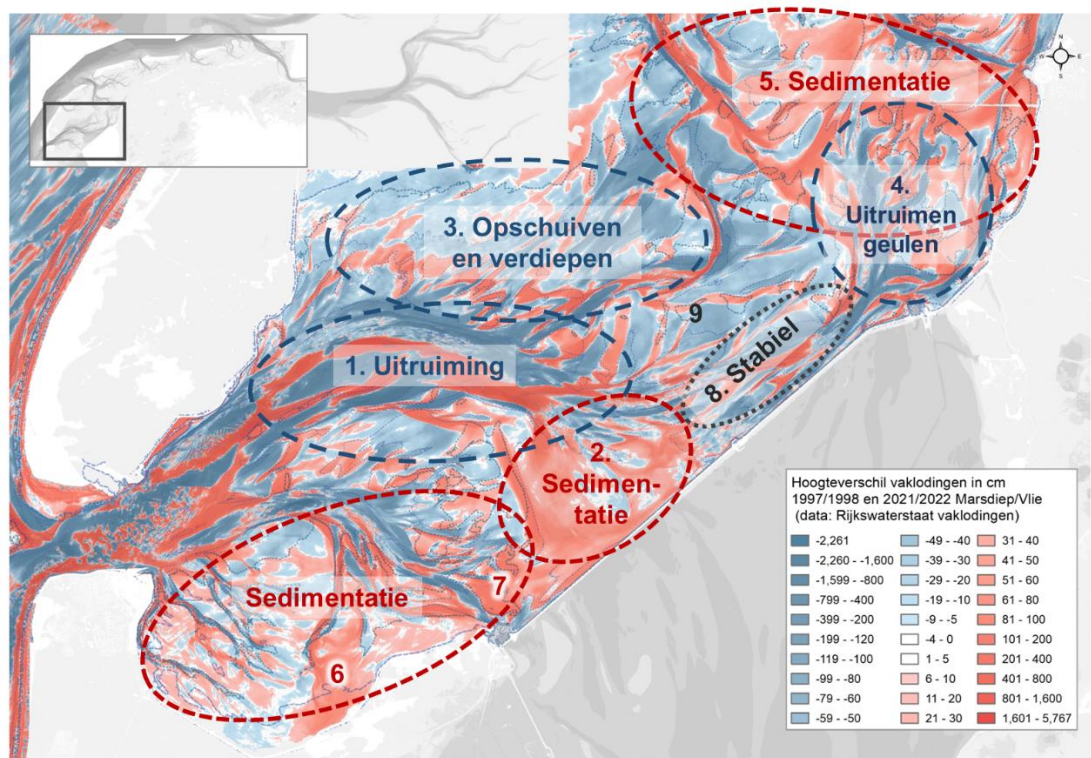 N
W E
S
5. Sedimentatie
4.
Uitruimen
geulen
3. Opschuiven
en verdiepen
9
1. Uitruiming
8. Stabiel
2.
Sedimen-
tatie
7
Sedimentatie
6
Hoogteverschil vaklodingen in cm
1997/1998 en 2021/2022 Marsdiep/Vlie
(data: Rijkswaterstaat vaklodingen)
-2,261
-2,260 - -1,600
-1,599 - -800
-799 - -400
-399 - -200
-199 - -120
-119 - -100
-99 - -80
-79 - -60
-59 - -50
-49 - -40
-39 - -30
-29 - -20
-19 - -10
-9 - -5
-4 - 0
1 - 5
6 - 10
11 - 20
21 - 30
31 - 40
41 - 50
51 - 60
61 - 80
81 - 100
101 - 200
201 - 400
401 - 800
801 - 1,600
1,601 - 5,767